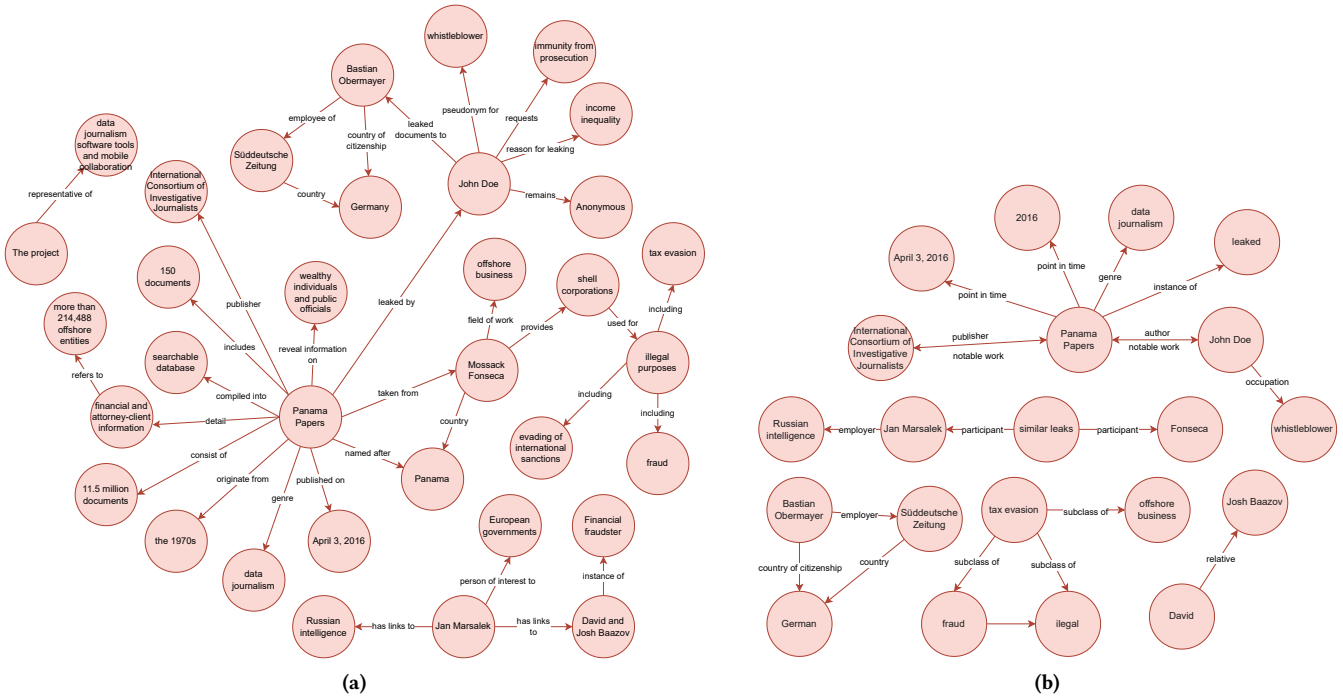 whistleblower
immunity from
prosecution
Bastian
Obermayer
income
inequality
pseudonym for
requests
employee of
leaked
documents to
country of
citizenship
reason for leaking
data
journalism
software tools
and mobile
collaboration
Süddeutsche
Zeitung
International
Consortium of
Investigative
Journalists
John Doe
representative of
country
remains
Germany
Anonymous
The project
150
documents
wealthy
individuals
and public
officials
offshore
business
shell
corporations
tax evasion
publisher
leaked by
more than
214,488
offshore
entities
field of work
provides
used for
including
includes
searchable
database
reveal information
on
Mossack
Fonseca
illegal
purposes
refers to
compiled into
taken from
including
financial and
attorney-client
information
detail
Panama
Papers
country
including
evading of
international
sanctions
consist of
named after
fraud
originate from
published on
Panama
11.5 million
documents
genre
European
governments
Financial
fraudster
the 1970s
April 3, 2016
data
journalism
person of interest to
instance of
Russian
intelligence
has links to
Jan Marsalek
has links
to
David and
Josh Baazov
(a)
2016
data
journalism
leaked
April 3, 2016
point in time
genre
instance of
point in time
International
Consortium of
Investigative
Journalists
publisher
notable work
Panama
Papers
author
notable work
John Doe
occupation
Russian
intelligence
employer
Jan Marsalek
participant
similar leaks
participant
Fonseca
whistleblower
Bastian
Obermayer
employer
Süddeutsche
Zeitung
tax evasion
subclass of
offshore
business
Josh Baazov
country of citizenship
country
subclass of
subclass of
relative
German
fraud
ilegal
David
(b)